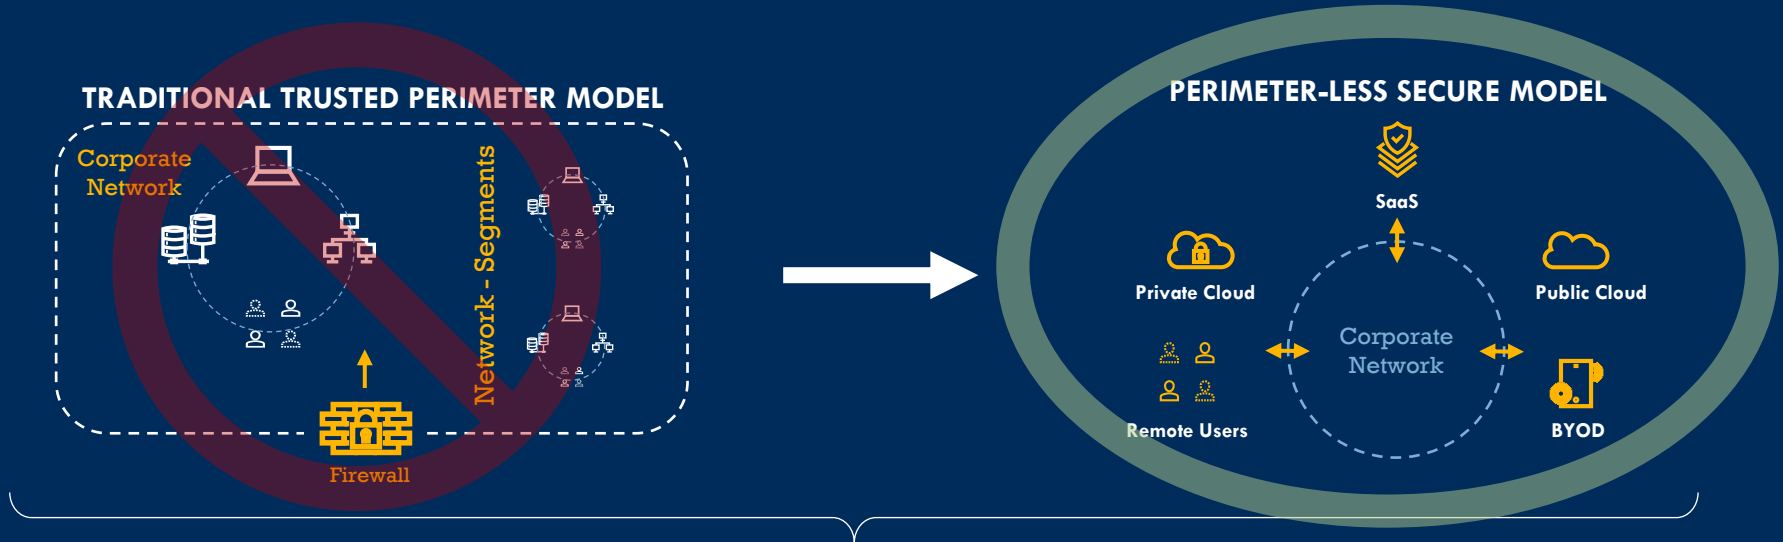 TRADITIONAL TRUSTED PERIMETER MODEL
Corporate
Network
Network - Segments
Firewall
PERIMETER-LESS SECURE MODEL
SaaS
Private Cloud
Public Cloud
Corporate
Network
Remote Users
BYOD